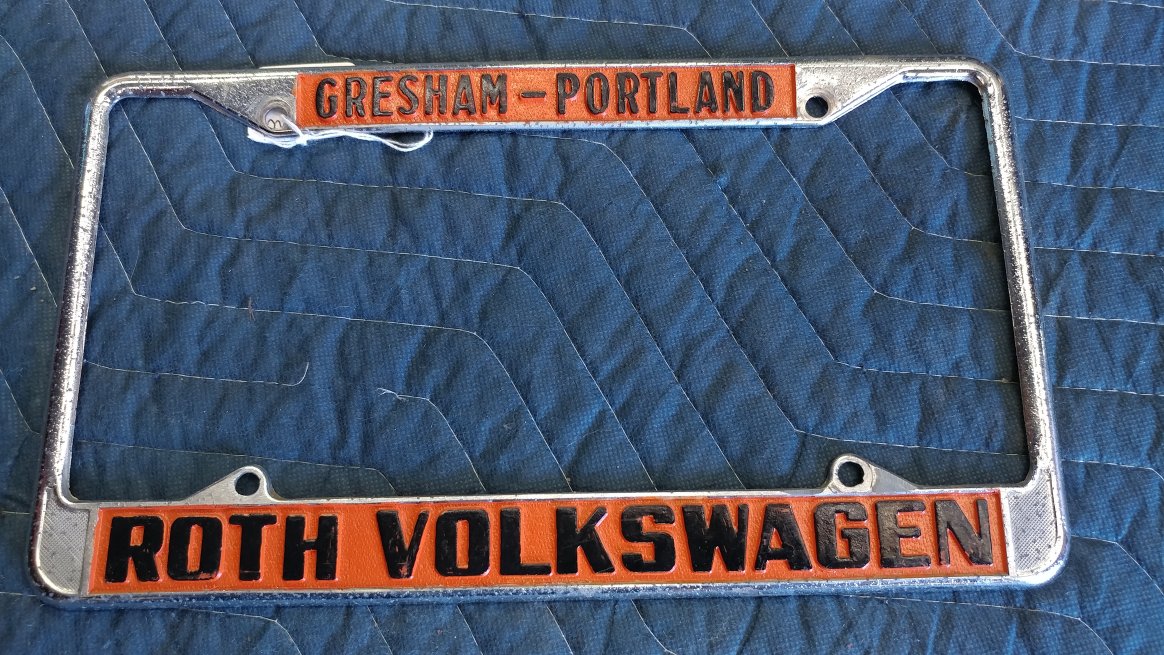 GRESHAM - PORTLAND
ROTH VOLKSWAGEN